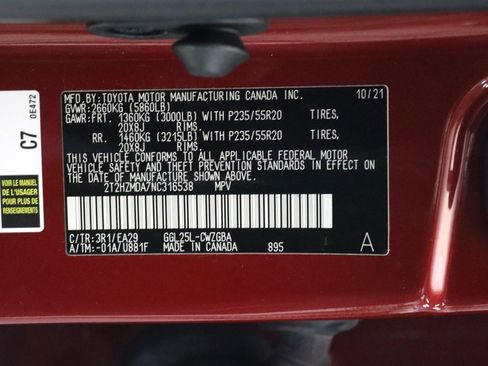 MFD.BY:TOYOTA MOTOR MANUFACTURING CANADA INC. 10/21
GVWR:2660KG (5860LB)
GAWR:FRT. 1360KG (3000LB) WITH P235/55R20 TIRES,
20X8J RIMS.
RR. 1460KG (3215LB) WITH P235/55R20 TIRES,
20X8J RIMS.
THIS VEHICLE CONFORMS TO ALL APPLICABLE FEDERAL MOTOR
VEHICLE SAFETY AND THEFT PREVENTION STANDARDS IN EFFECT
ON THE DATE OF MANUFACTURE SHOWN ABOVE.
2T2HZMDA7NC316538 MPV
C/TR:3R1/EA29 GGL25L-CWZGBA
A/TM:-01A/U881F MADE IN CANADA 895 A
C7
0E472
VOIR LE MANUEL
DE L'USAGER
POUR PLUS DE
RENSEIGNEMENTS